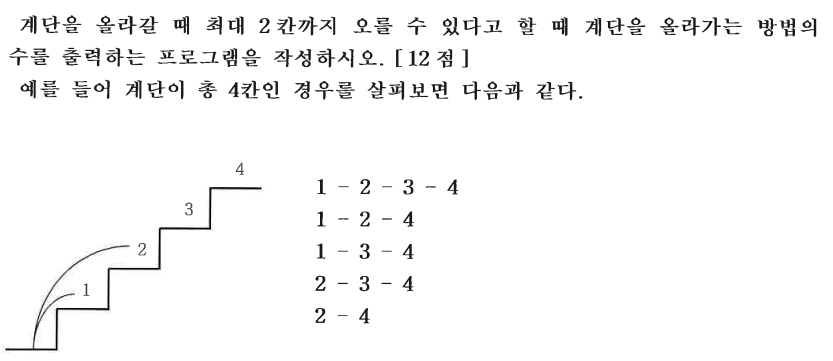 계단을 올라갈 때 최대 2칸까지 오를 수 있다고 할 때 계단을 올라가는 방법의
수를 출력하는 프로그램을 작성하시오. [12점]
예를 들어 계단이 총 4칸인 경우를 살펴보면 다음과 같다.
4
3
2
1
1 - 2 - 3 - 4
1 - 2 - 4
1 - 3 - 4
2 - 3 - 4
2 - 4